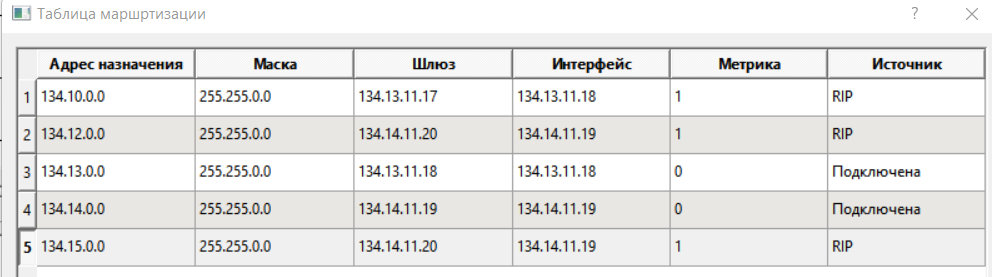 Таблица маршртизации
?
Адрес назначения Маска Шлюз Интерфейс Метрика Источник
1 134.10.0.0 255.255.0.0 134.13.11.17 134.13.11.18 1 RIP
2 134.12.0.0 255.255.0.0 134.14.11.20 134.14.11.19 1 RIP
3 134.13.0.0 255.255.0.0 134.13.11.18 134.13.11.18 0 Подключена
4 134.14.0.0 255.255.0.0 134.14.11.19 134.14.11.19 0 Подключена
5 134.15.0.0 255.255.0.0 134.14.11.20 134.14.11.19 1 RIP